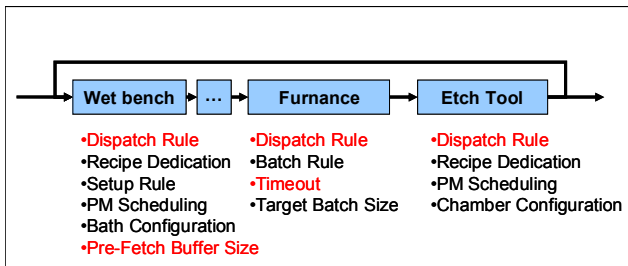 Wet bench
...
Furnance
Etch Tool
•Dispatch Rule
•Recipe Dedication
•Setup Rule
•PM Scheduling
•Bath Configuration
•Pre-Fetch Buffer Size
•Dispatch Rule
•Batch Rule
•Timeout
•Target Batch Size
•Dispatch Rule
•Recipe Dedication
•PM Scheduling
•Chamber Configuration